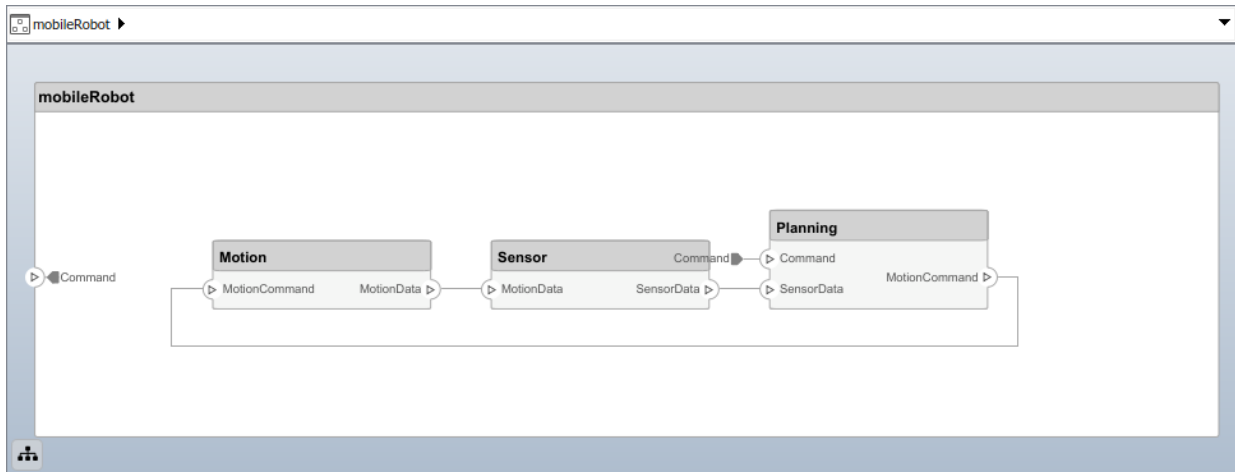 mobileRobot
mobileRobot
Command
Motion
MotionCommand
MotionData
Sensor
MotionData
SensorData
Command
Planning
Command
SensorData
MotionCommand